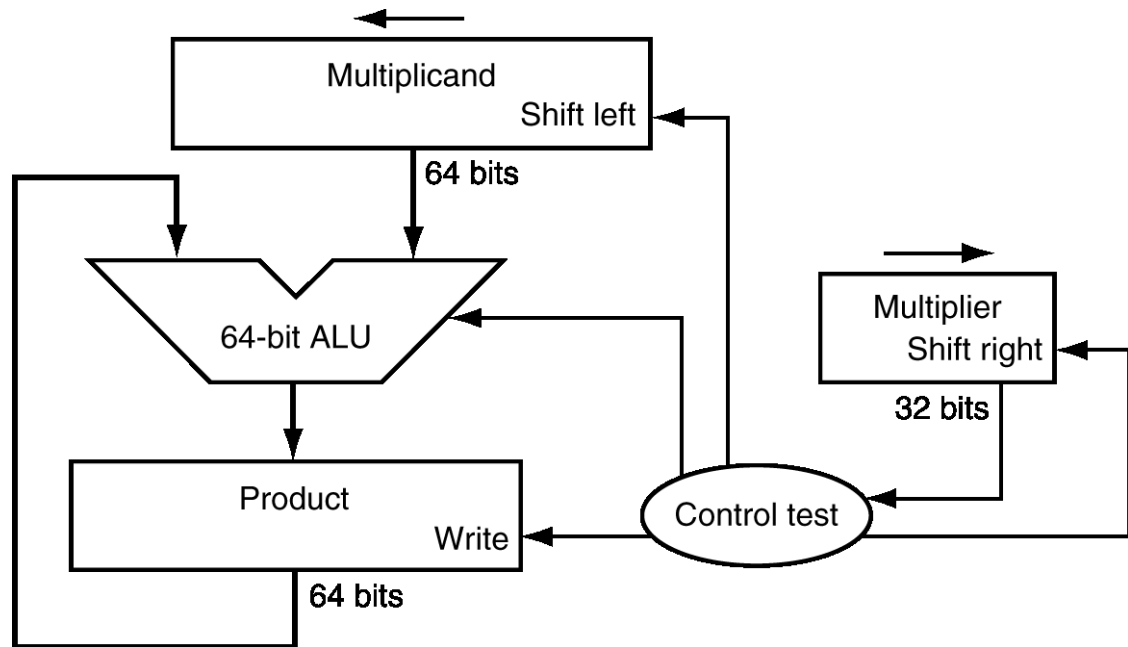 Multiplicand
Shift left
64 bits
64-bit ALU
Multiplier
Shift right
32 bits
Product
Write
Control test
64 bits